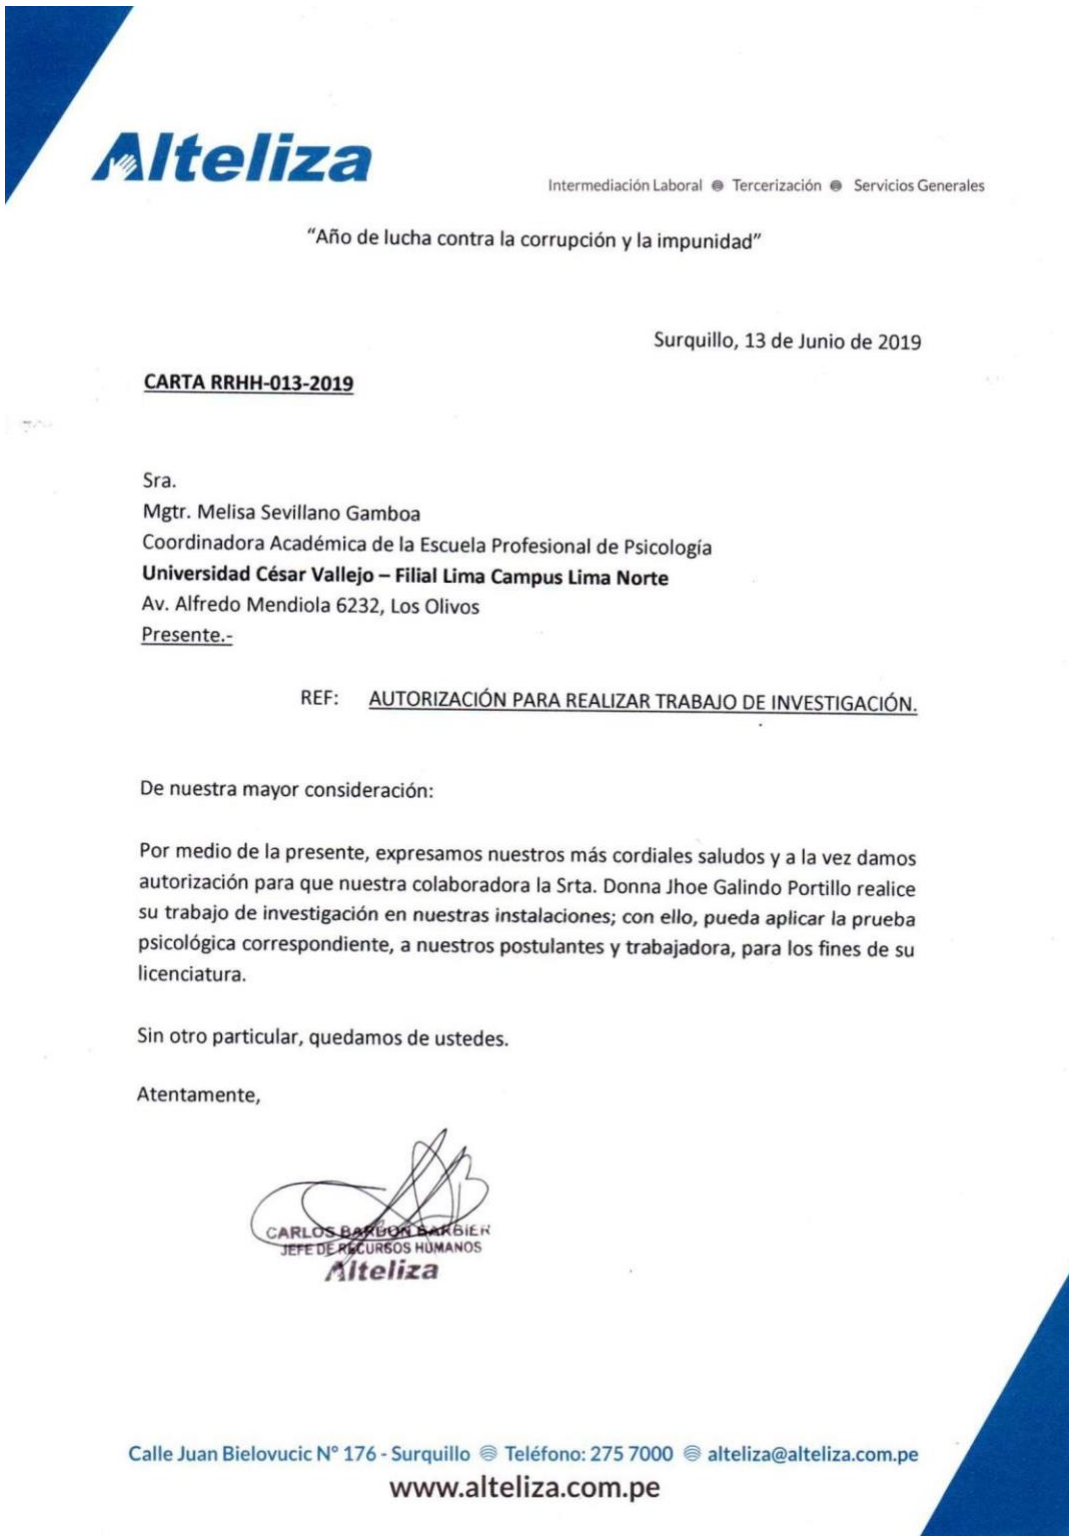 Alteliza
Intermediación Laboral Tercerización Servicios Generales
“Año de lucha contra la corrupción y la impunidad”
Surquillo, 13 de Junio de 2019
CARTA RRHH-013-2019
Sra.
Mgtr. Melisa Sevillano Gamboa
Coordinadora Académica de la Escuela Profesional de Psicología
Universidad César Vallejo – Filial Lima Campus Lima Norte
Av. Alfredo Mendiola 6232, Los Olivos
Presente.-
REF: AUTORIZACIÓN PARA REALIZAR TRABAJO DE INVESTIGACIÓN.
De nuestra mayor consideración:
Por medio de la presente, expresamos nuestros más cordiales saludos y a la vez damos
autorización para que nuestra colaboradora la Srta. Donna Jhoe Galindo Portillo realice
su trabajo de investigación en nuestras instalaciones; con ello, pueda aplicar la prueba
psicológica correspondiente, a nuestros postulantes y trabajadora, para los fines de su
licenciatura.
Sin otro particular, quedamos de ustedes.
Atentamente,
CARLOS BARBON BARBIER
JEFE DE RECURSOS HUMANOS
Alteliza
Calle Juan Bielovucic N° 176 - Surquillo Teléfono: 275 7000 alteliza@alteliza.com.pe
www.alteliza.com.pe